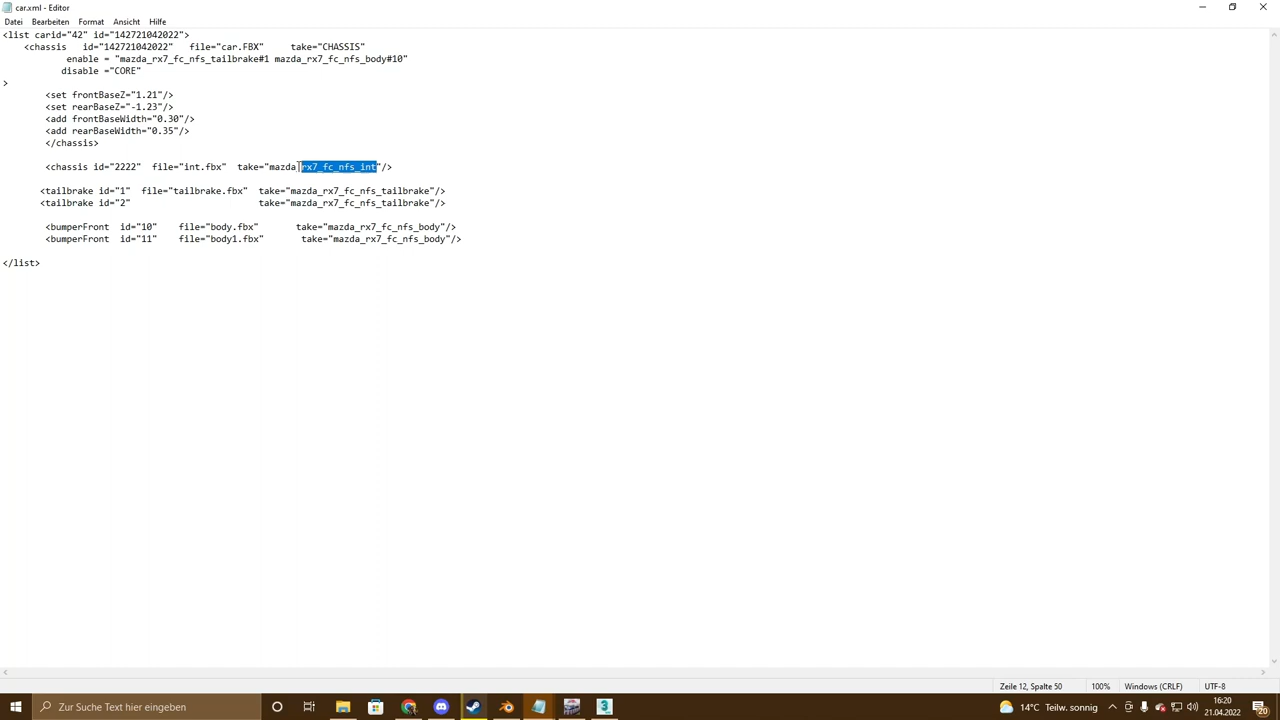 car.xml - Editor
Datei Bearbeiten Format Ansicht Hilfe
<list carid="42" id="142721042022">
<chassis id="142721042022" file="car.FBX" take="CHASSIS"
enable = "mazda_rx7_fc_nfs_tailbrake#1 mazda_rx7_fc_nfs_body#10"
disable ="CORE"
>
<set frontBaseZ="1.21"/>
<set rearBaseZ="-1.23"/>
<add frontBaseWidth="0.30"/>
<add rearBaseWidth="0.35"/>
</chassis>
<chassis id="2222" file="int.fbx" take="mazda_rx7_fc_nfs_int"/>
<tailbrake id="1" file="tailbrake.fbx" take="mazda_rx7_fc_nfs_tailbrake"/>
<tailbrake id="2" take="mazda_rx7_fc_nfs_tailbrake"/>
<bumperFront id="10" file="body.fbx" take="mazda_rx7_fc_nfs_body"/>
<bumperFront id="11" file="body1.fbx" take="mazda_rx7_fc_nfs_body"/>
</list>
Zeile 12, Spalte 50 100% Windows (CRLF) UTF-8
Zur Suche Text hier eingeben
14°C Teilw. sonnig
16:20
21.04.2022
20